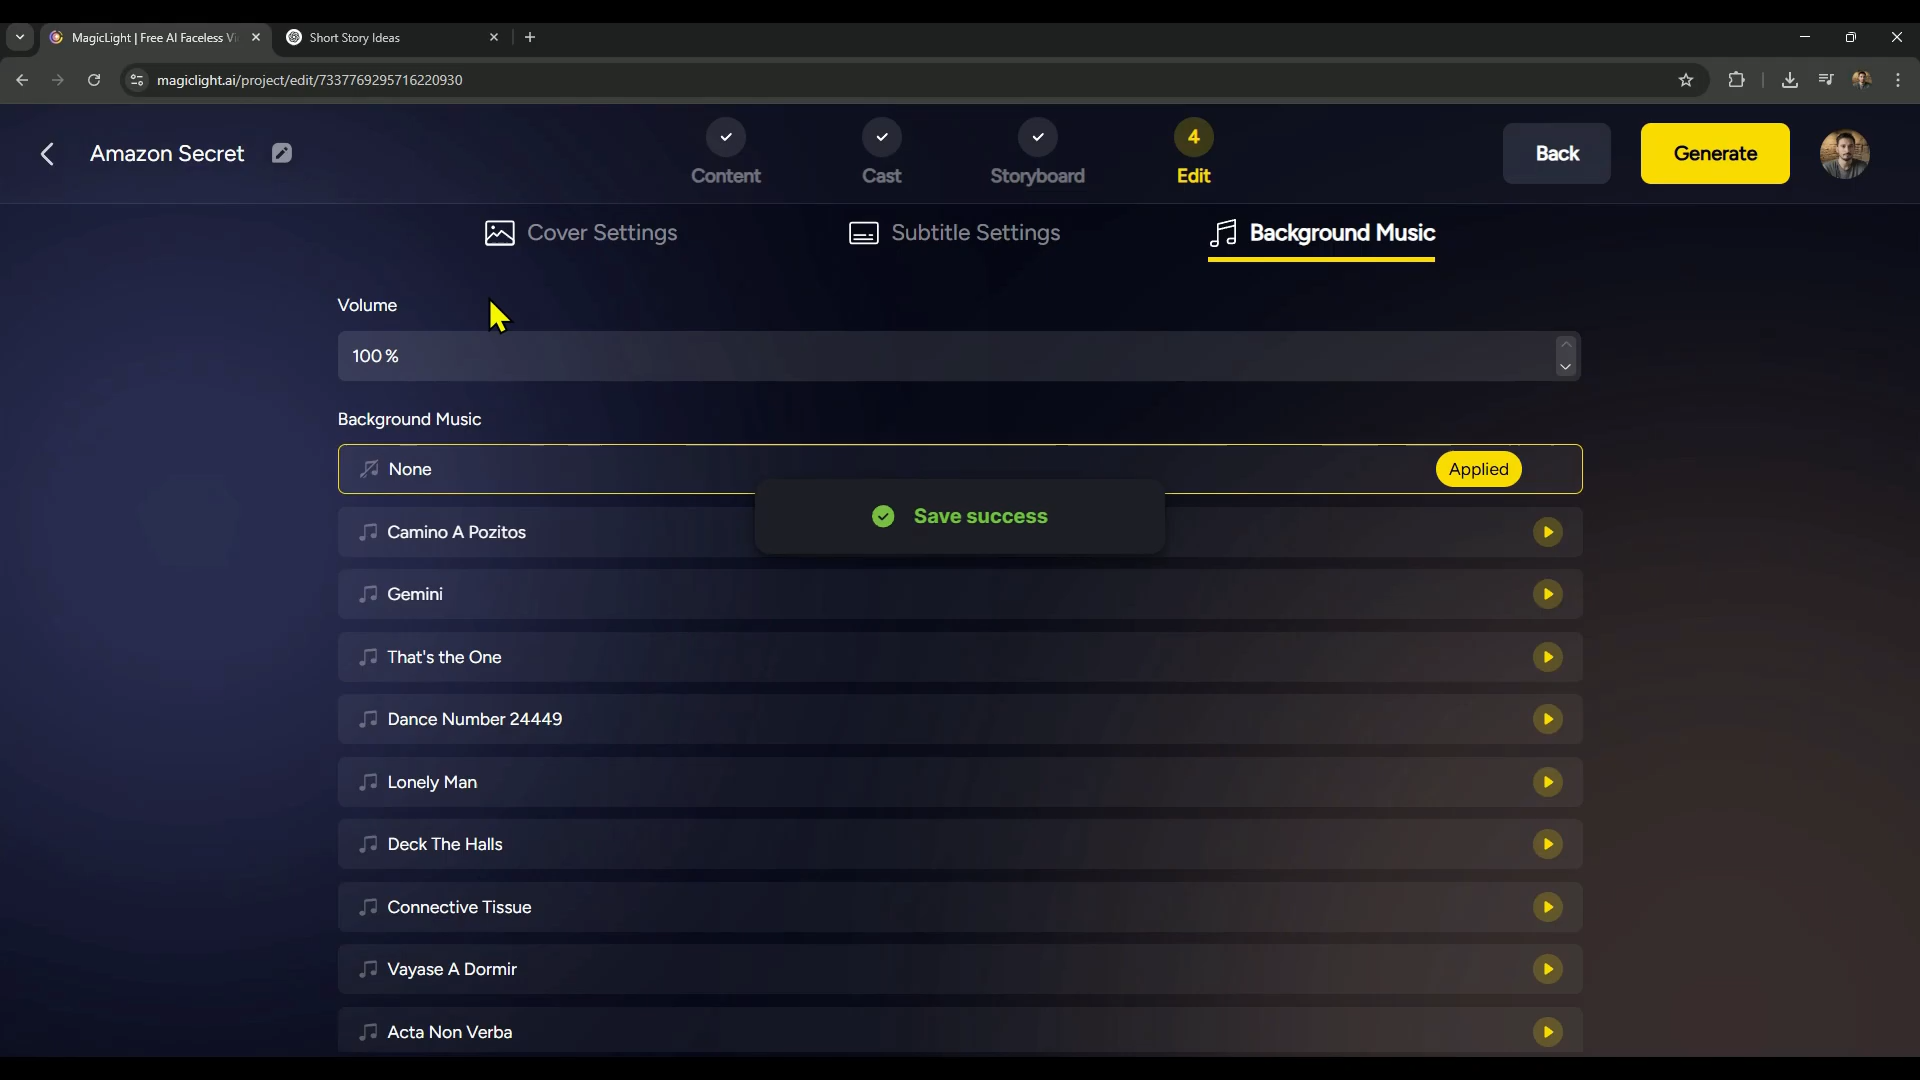 MagicLight | Free AI Faceless Vi
Short Story Ideas
magiclight.ai/project/edit/7337769295716220930
Amazon Secret
Content
Cast
Storyboard
4
Edit
Back
Generate
Cover Settings
Subtitle Settings
Background Music
Volume
100 %
Background Music
None
Applied
Save success
Camino A Pozitos
Gemini
That's the One
Dance Number 24449
Lonely Man
Deck The Halls
Connective Tissue
Vayase A Dormir
Acta Non Verba